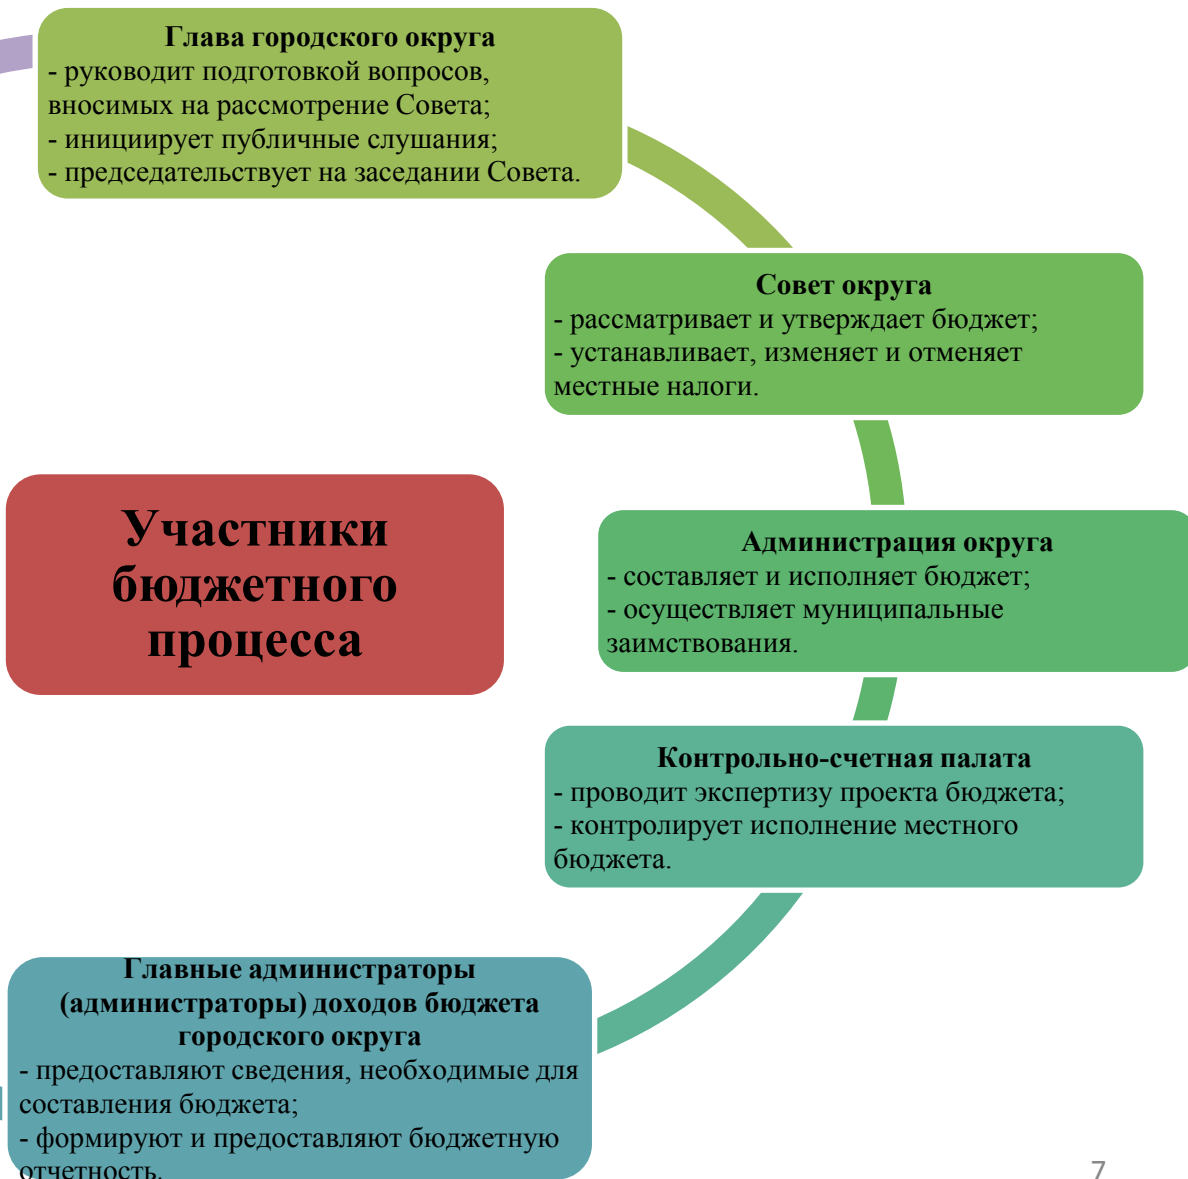 Глава городского округа
- руководит подготовкой вопросов,
вносимых на рассмотрение Совета;
- инициирует публичные слушания;
- председательствует на заседании Совета.
Совет округа
- рассматривает и утверждает бюджет;
- устанавливает, изменяет и отменяет
местные налоги.
Участники
бюджетного
процесса
Администрация округа
- составляет и исполняет бюджет;
- осуществляет муниципальные
заимствования.
Контрольно-счетная палата
- проводит экспертизу проекта бюджета;
- контролирует исполнение местного
бюджета.
Главные администраторы
(администраторы) доходов бюджета
городского округа
- предоставляют сведения, необходимые для
составления бюджета;
- формируют и предоставляют бюджетную
отчетность.
7